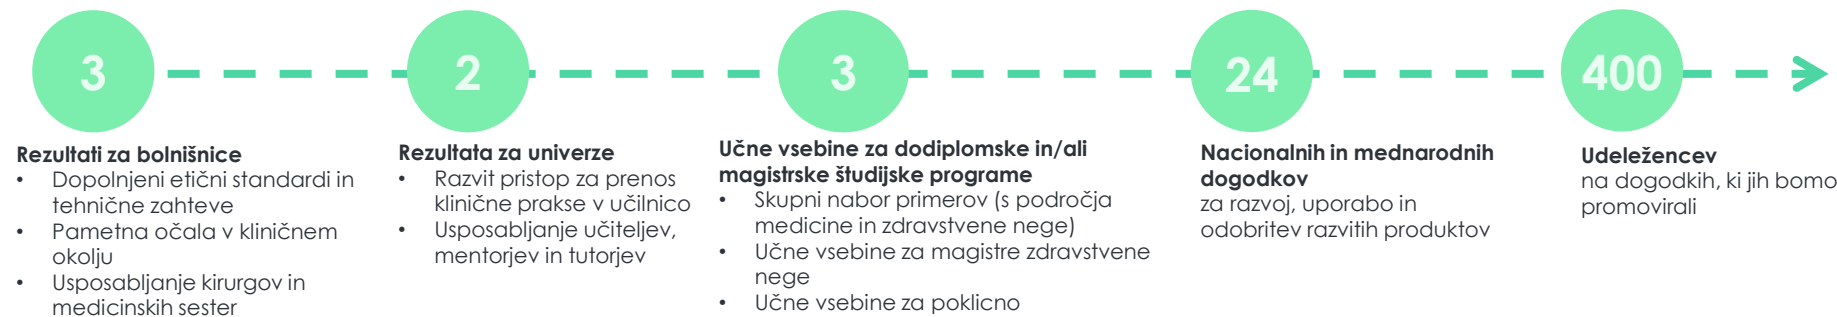 3
Rezultati za bolnišnice
• Dopolnjeni etični standardi in
tehnične zahteve
• Pametna očala v kliničnem
okolju
• Usposabljanje kirurgov in
medicinskih sester
2
Rezultata za univerze
• Razvit pristop za prenos
klinične prakse v učilnico
• Usposabljanje učiteljev,
mentorjev in tutorjev
3
Učne vsebine za dodiplomske in/ali
magistrske študijske programe
• Skupni nabor primerov (s področja
medicine in zdravstvene nege)
• Učne vsebine za magistre zdravstvene
nege
• Učne vsebine za poklicno
24
Nacionalnih in mednarodnih
dogodkov
za razvoj, uporabo in
odobritev razvitih produktov
400
Udeležencev
na dogodkih, ki jih bomo
promovirali